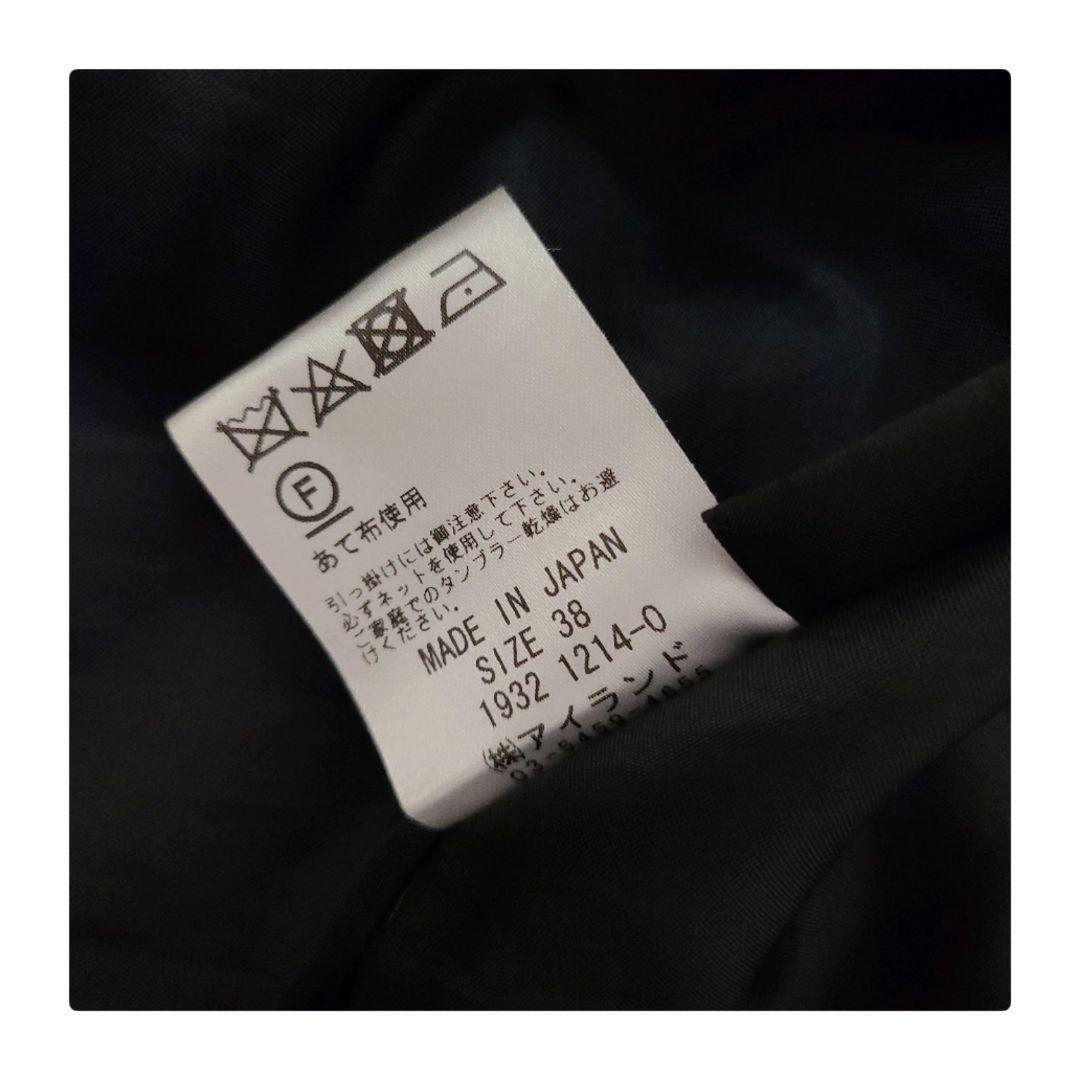 F
あて布使用
引っ掛けには御注意下さい。
必ずネットを使用して下さい。
ご家庭でのタンブラー乾燥はお避
けください。
MADE IN JAPAN
SIZE 38
1932 1214-0
㈱アイランド
03-5459-4655